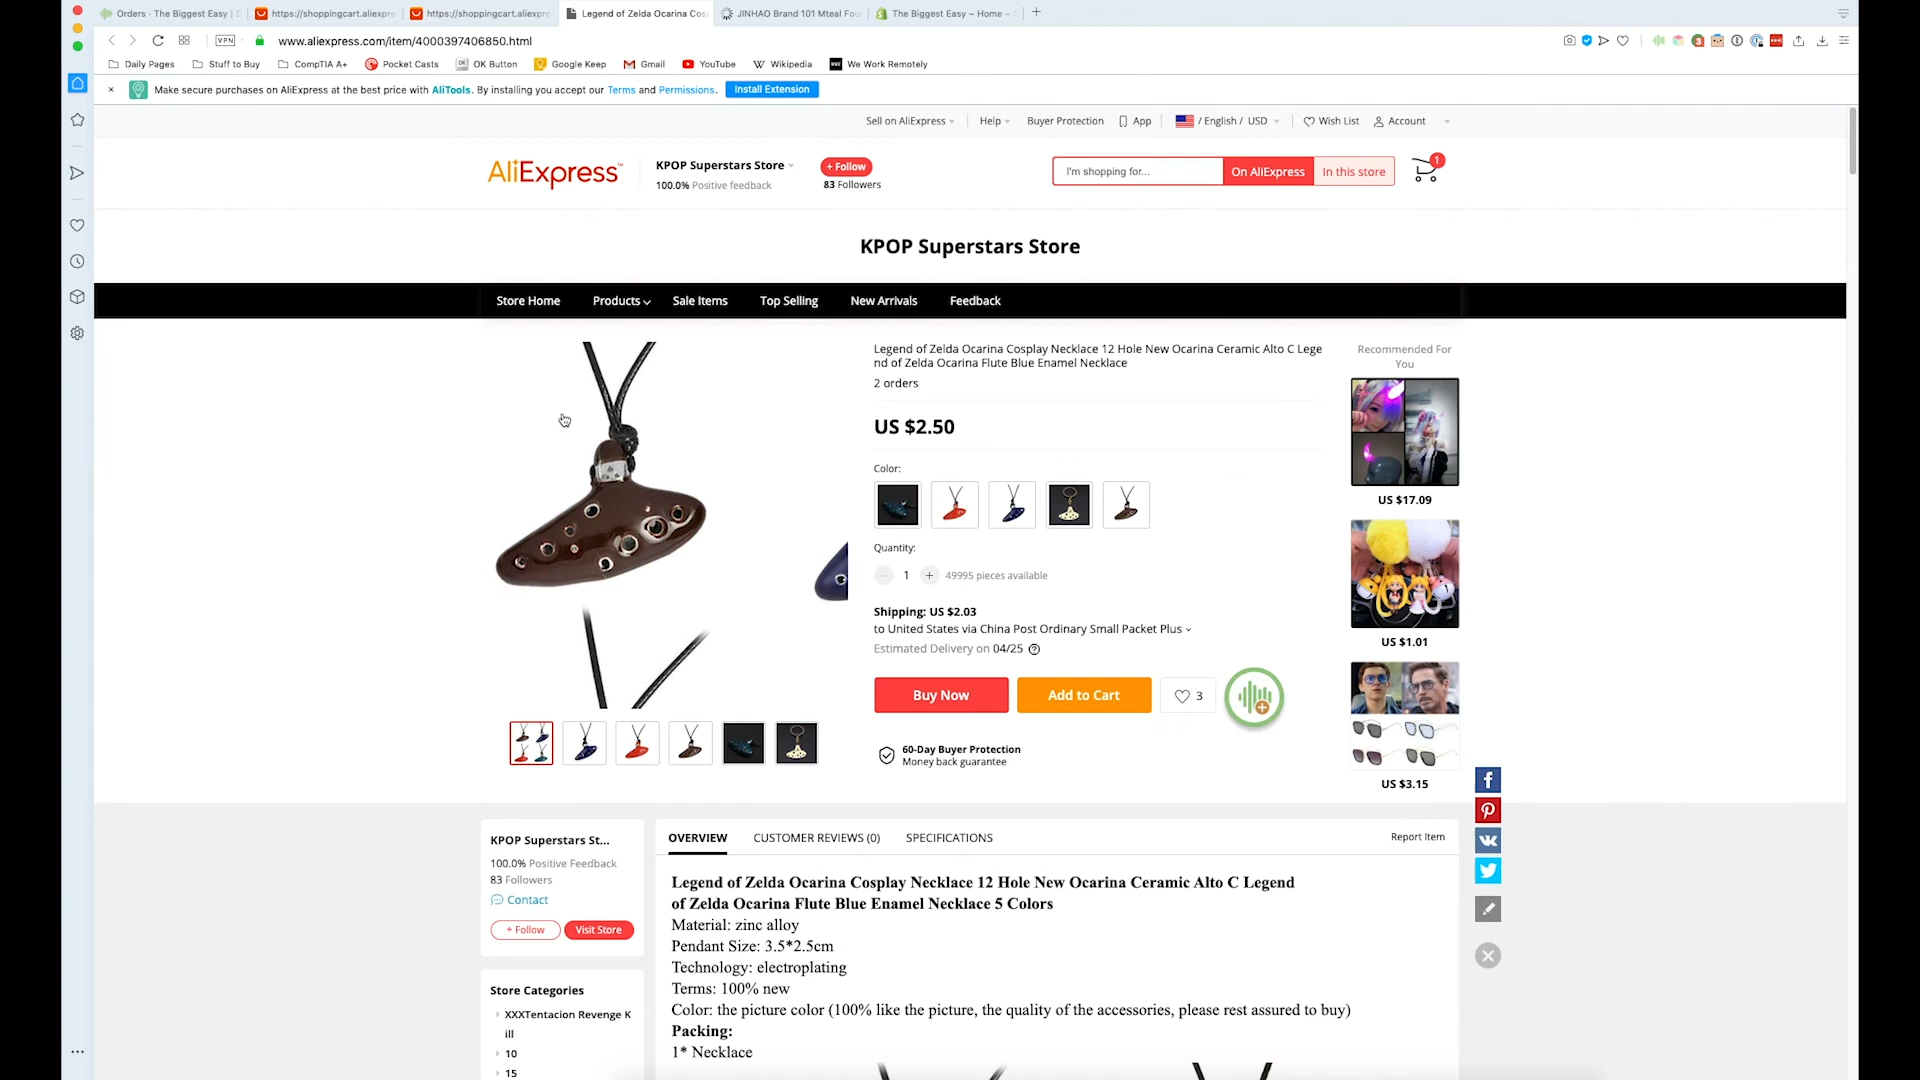 Orders - The Biggest Easy | D
https://shoppingcart.aliexpre
https://shoppingcart.aliexpre
Legend of Zelda Ocarina Cos
JINHAO Brand 101 Mteal Fou
The Biggest Easy ~ Home ~ S
VPN
www.aliexpress.com/item/4000397406850.html
Daily Pages
Stuff to Buy
CompTIA A+
Pocket Casts
OK Button
Google Keep
Gmail
YouTube
Wikipedia
We Work Remotely
Make secure purchases on AliExpress at the best price with AliTools. By installing you accept our Terms and Permissions.
Install Extension
Sell on AliExpress
Help
Buyer Protection
App
/ English / USD
Wish List
Account
AliExpress™
KPOP Superstars Store
100.0% Positive feedback
+ Follow
83 Followers
I'm shopping for...
On AliExpress
In this store
1
KPOP Superstars Store
Store Home
Products
Sale Items
Top Selling
New Arrivals
Feedback
Legend of Zelda Ocarina Cosplay Necklace 12 Hole New Ocarina Ceramic Alto C Lege
nd of Zelda Ocarina Flute Blue Enamel Necklace
2 orders
US $2.50
Color:
Quantity:
1
49995 pieces available
Shipping: US $2.03
to United States via China Post Ordinary Small Packet Plus
Estimated Delivery on 04/25
Buy Now
Add to Cart
3
60-Day Buyer Protection
Money back guarantee
Recommended For
You
US $17.09
US $1.01
US $3.15
KPOP Superstars St...
100.0% Positive Feedback
83 Followers
Contact
+ Follow
Visit Store
Store Categories
XXXTentacion Revenge K
ill
10
15
OVERVIEW
CUSTOMER REVIEWS (0)
SPECIFICATIONS
Report Item
Legend of Zelda Ocarina Cosplay Necklace 12 Hole New Ocarina Ceramic Alto C Legend
of Zelda Ocarina Flute Blue Enamel Necklace 5 Colors
Material: zinc alloy
Pendant Size: 3.5*2.5cm
Technology: electroplating
Terms: 100% new
Color: the picture color (100% like the picture, the quality of the accessories, please rest assured to buy)
Packing:
1* Necklace